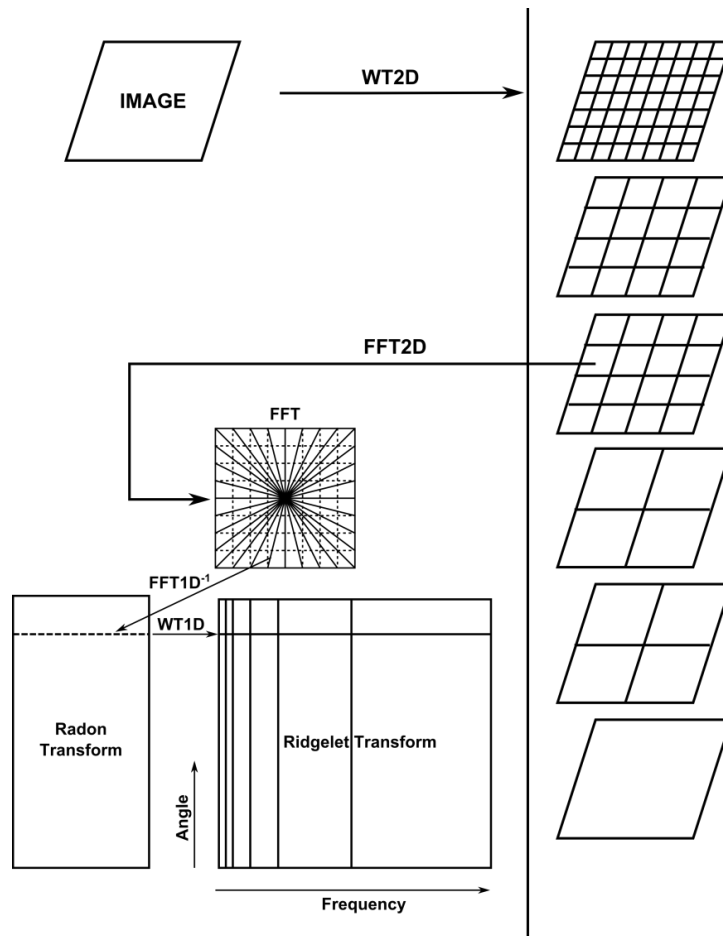 IMAGE
WT2D
FFT2D
FFT
FFT1D⁻¹
WT1D
Radon
Transform
Ridgelet Transform
Angle
Frequency